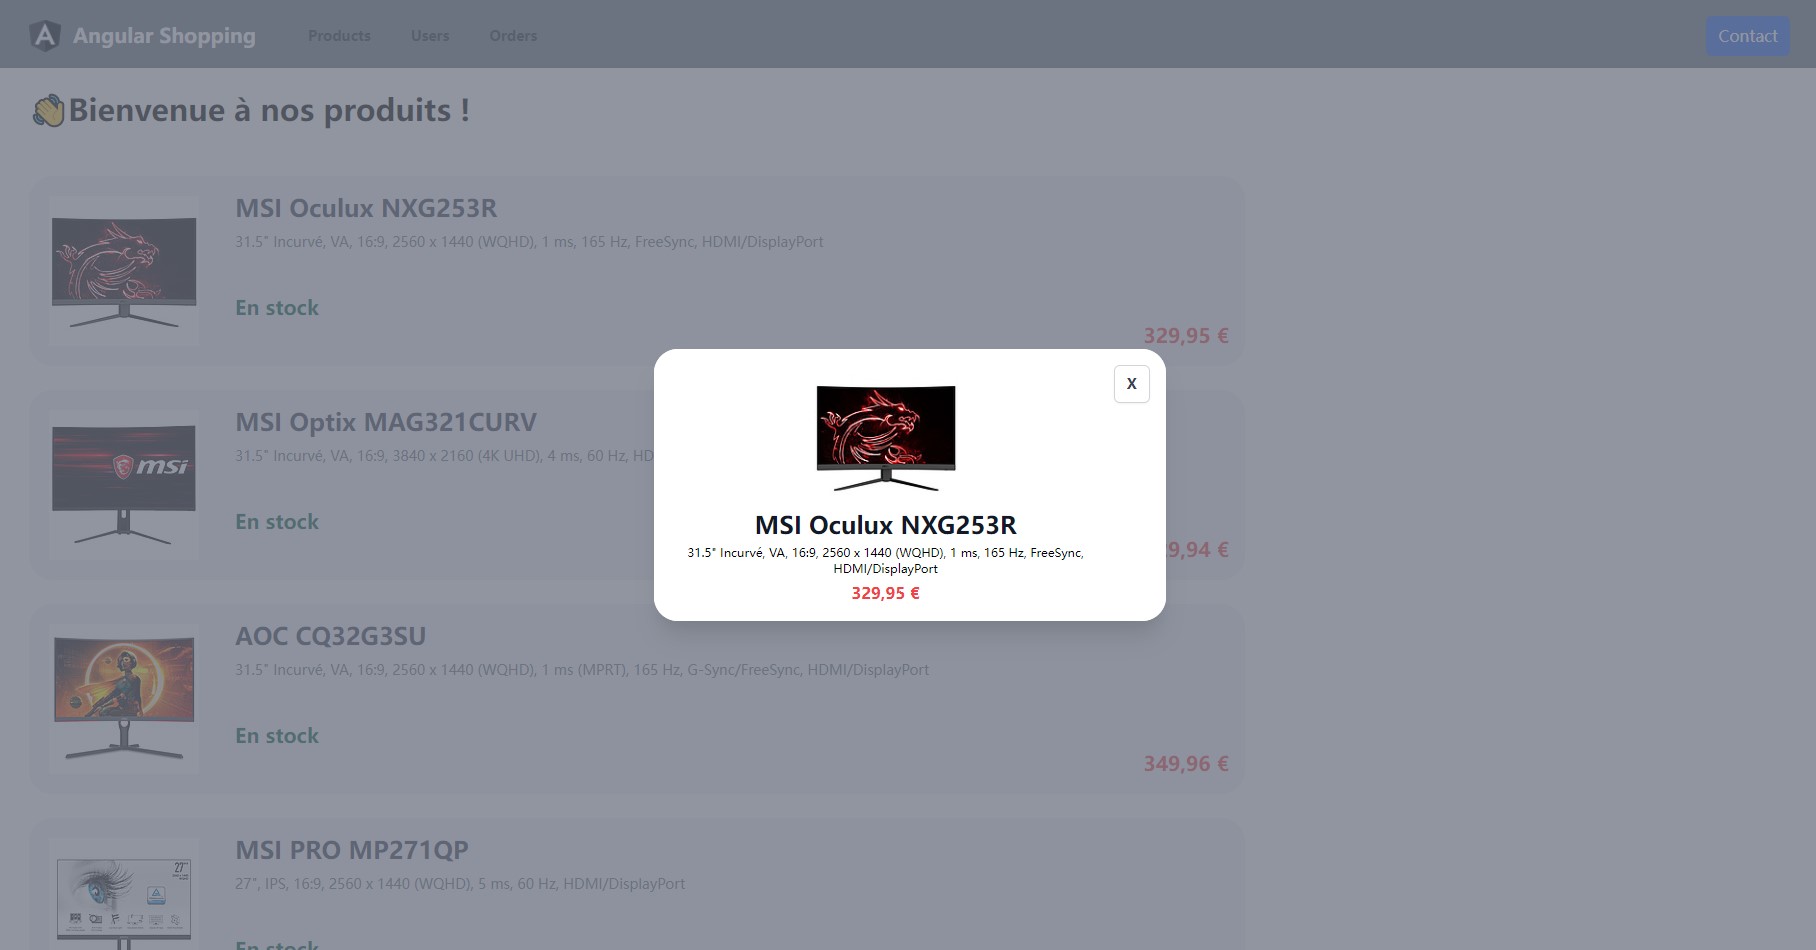 Angular Shopping
Products
Users
Orders
Contact
Bienvenue à nos produits !
MSI Oculux NXG253R
31.5" Incurvé, VA, 16:9, 2560 x 1440 (WQHD), 1 ms, 165 Hz, FreeSync, HDMI/DisplayPort
En stock
329,95 €
X
MSI Oculux NXG253R
31.5" Incurvé, VA, 16:9, 2560 x 1440 (WQHD), 1 ms, 165 Hz, FreeSync,
HDMI/DisplayPort
329,95 €
MSI Optix MAG321CURV
31.5" Incurvé, VA, 16:9, 3840 x 2160 (4K UHD), 4 ms, 60 Hz, HD
msi
En stock
9,94 €
AOC CQ32G3SU
31.5" Incurvé, VA, 16:9, 2560 x 1440 (WQHD), 1 ms (MPRT), 165 Hz, G-Sync/FreeSync, HDMI/DisplayPort
En stock
349,96 €
MSI PRO MP271QP
27", IPS, 16:9, 2560 x 1440 (WQHD), 5 ms, 60 Hz, HDMI/DisplayPort
27"
En stock